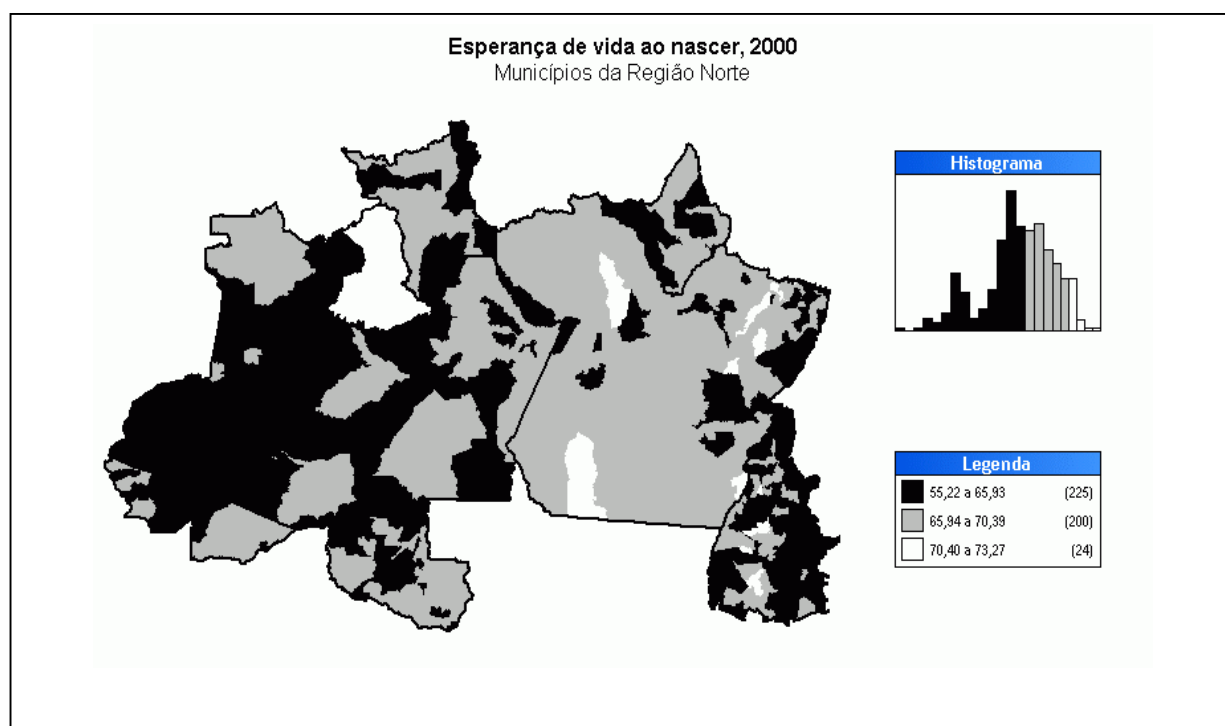 Esperança de vida ao nascer, 2000
Municípios da Região Norte
Histograma
Legenda
55,22 a 65,93 (225)
65,94 a 70,39 (200)
70,40 a 73,27 (24)